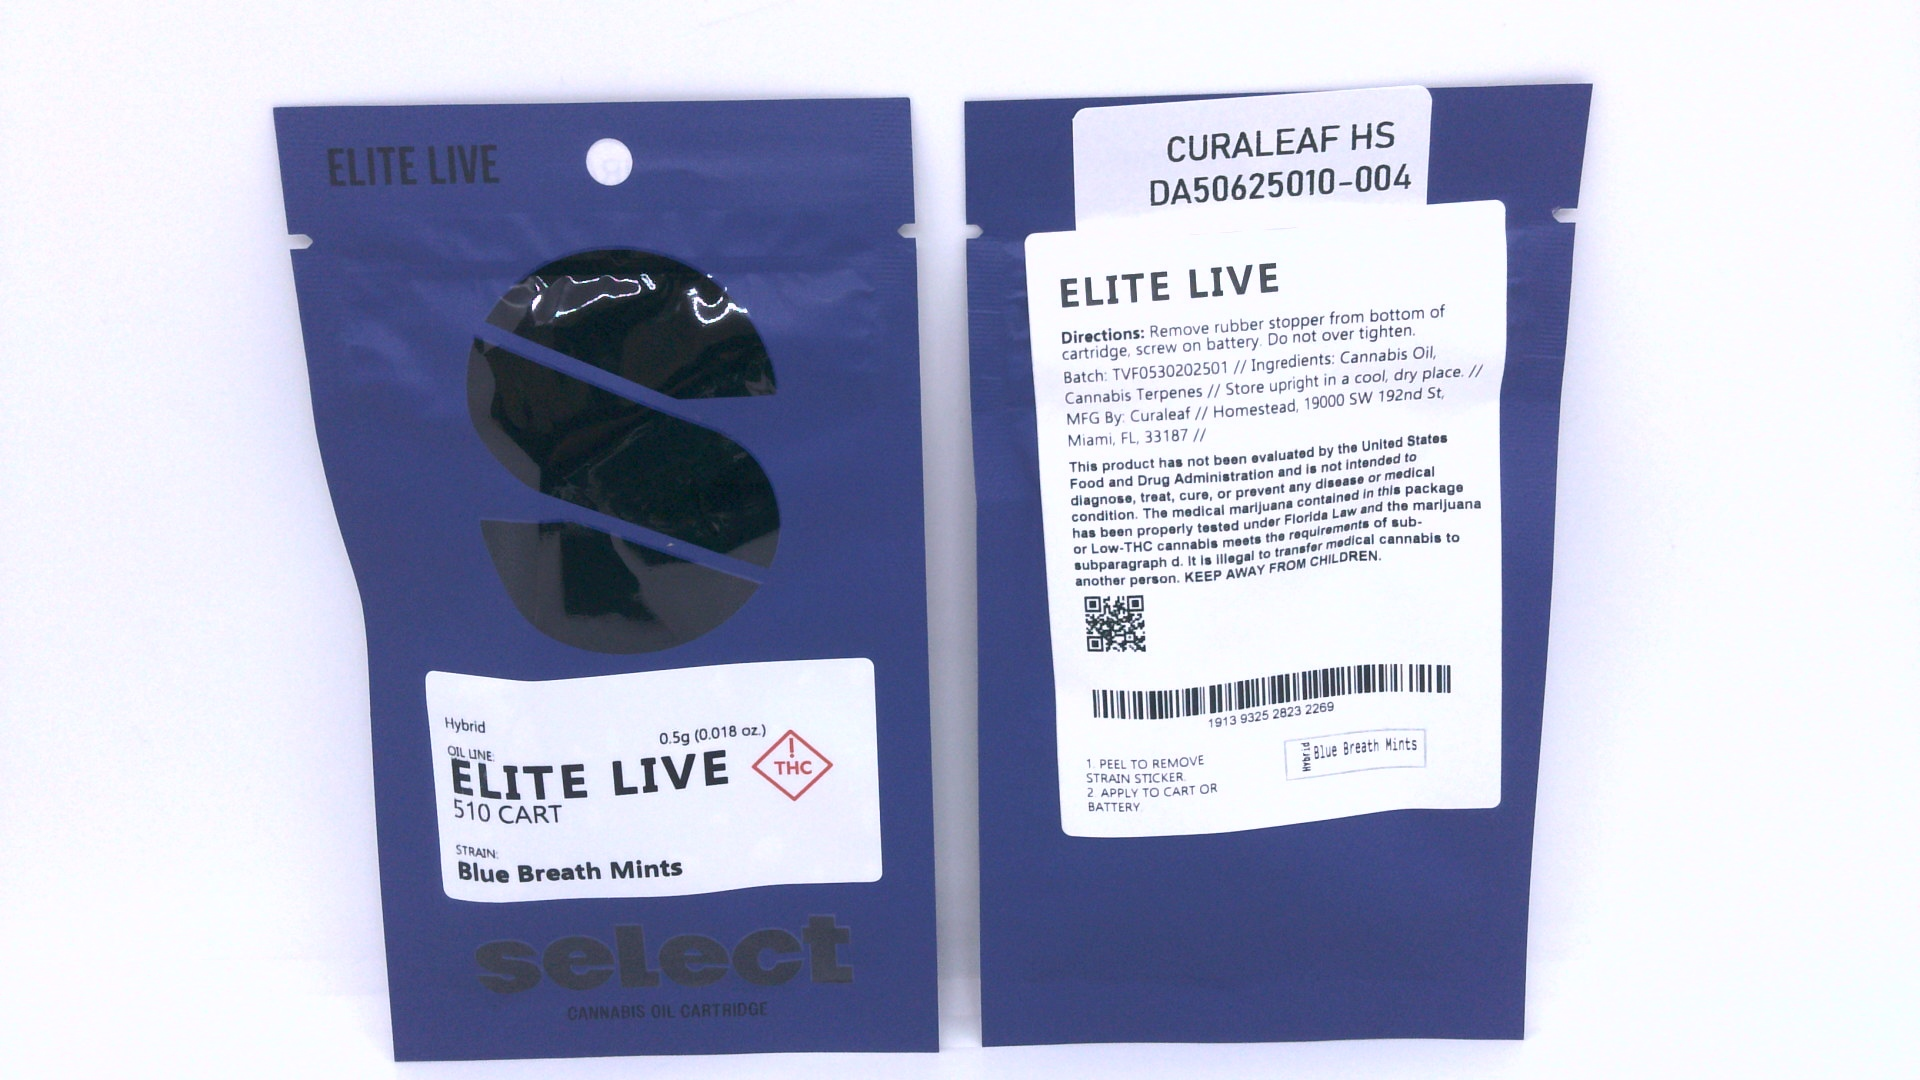 ELITE LIVE
Hybrid
0.5g (0.018 oz.)
OIL LINE:
ELITE LIVE
!
THC
510 CART
STRAIN:
Blue Breath Mints
select
CANNABIS OIL CARTRIDGE
CURALEAF HS
DA50625010-004
ELITE LIVE
Directions: Remove rubber stopper from bottom of
cartridge, screw on battery. Do not over tighten.
Batch: TVF0530202501 // Ingredients: Cannabis Oil,
Cannabis Terpenes // Store upright in a cool, dry place. //
MFG By: Curaleaf // Homestead, 19000 SW 192nd St,
Miami, FL, 33187 //
This product has not been evaluated by the United States
Food and Drug Administration and is not intended to
diagnose, treat, cure, or prevent any disease or medical
condition. The medical marijuana contained in this package
has been properly tested under Florida Law and the marijuana
or Low-THC cannabis meets the requirements of sub-
subparagraph d. It is illegal to transfer medical cannabis to
another person. KEEP AWAY FROM CHILDREN.
1913 9325 2823 2269
1. PEEL TO REMOVE
STRAIN STICKER.
2. APPLY TO CART OR
BATTERY.
Hybrid
Blue Breath Mints